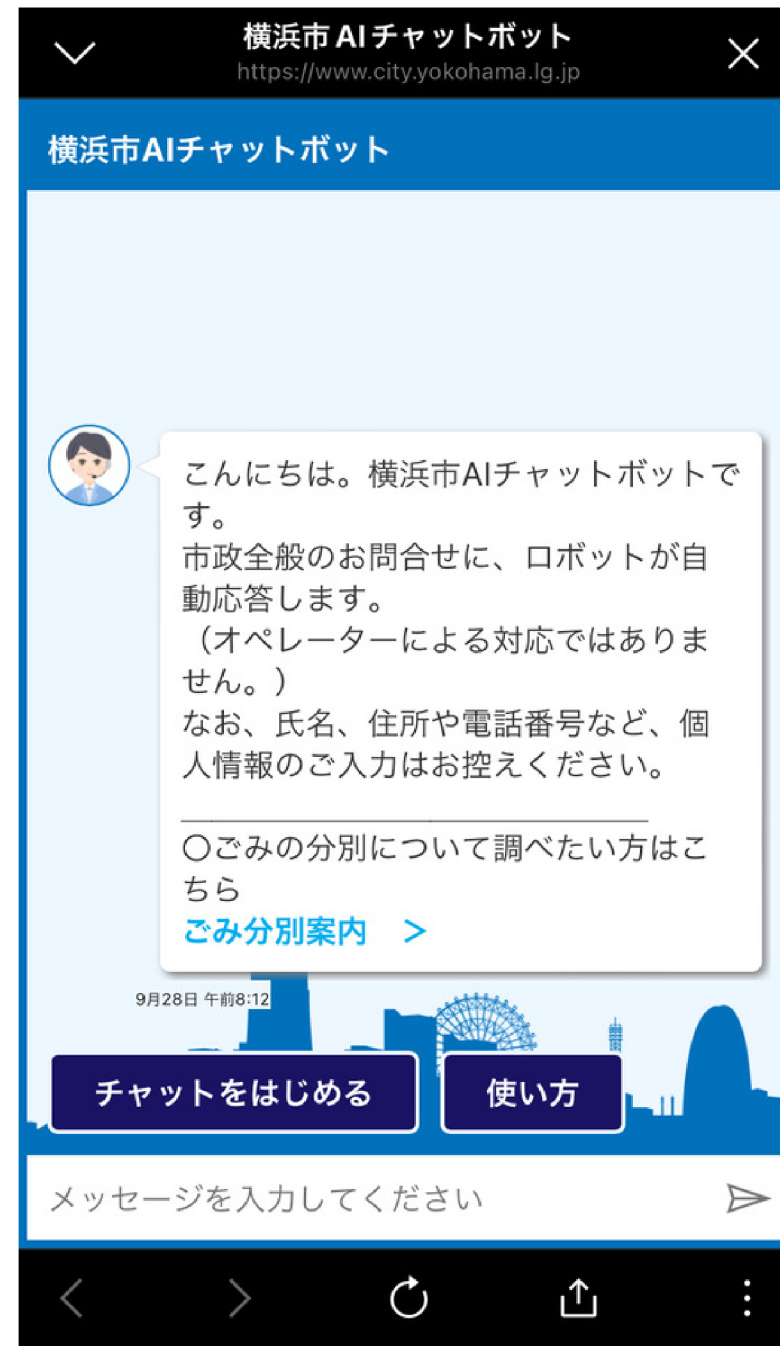 横浜市 AI チャットボット
https://www.city.yokohama.lg.jp
横浜市AIチャットボット
こんにちは。横浜市AIチャットボットで
す。
市政全般のお問合せに、ロボットが自
動応答します。
（オペレーターによる対応ではありま
せん。）
なお、氏名、住所や電話番号など、個
人情報のご入力はお控えください。
〇ごみの分別について調べたい方はこ
ちら
ごみ分別案内　＞
9月28日 午前8:12
チャットをはじめる
使い方
メッセージを入力してください